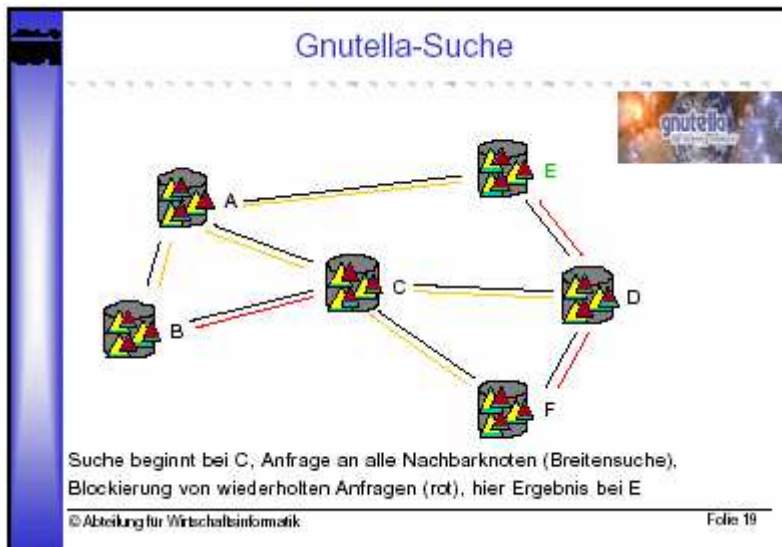 Gnutella-Suche
gnutella
E
A
C
D
B
F
Suche beginnt bei C, Anfrage an alle Nachbarknoten (Breitensuche),
Blockierung von wiederholten Anfragen (rot), hier Ergebnis bei E
© Abteilung für Wirtschaftsinformatik
Folie 19